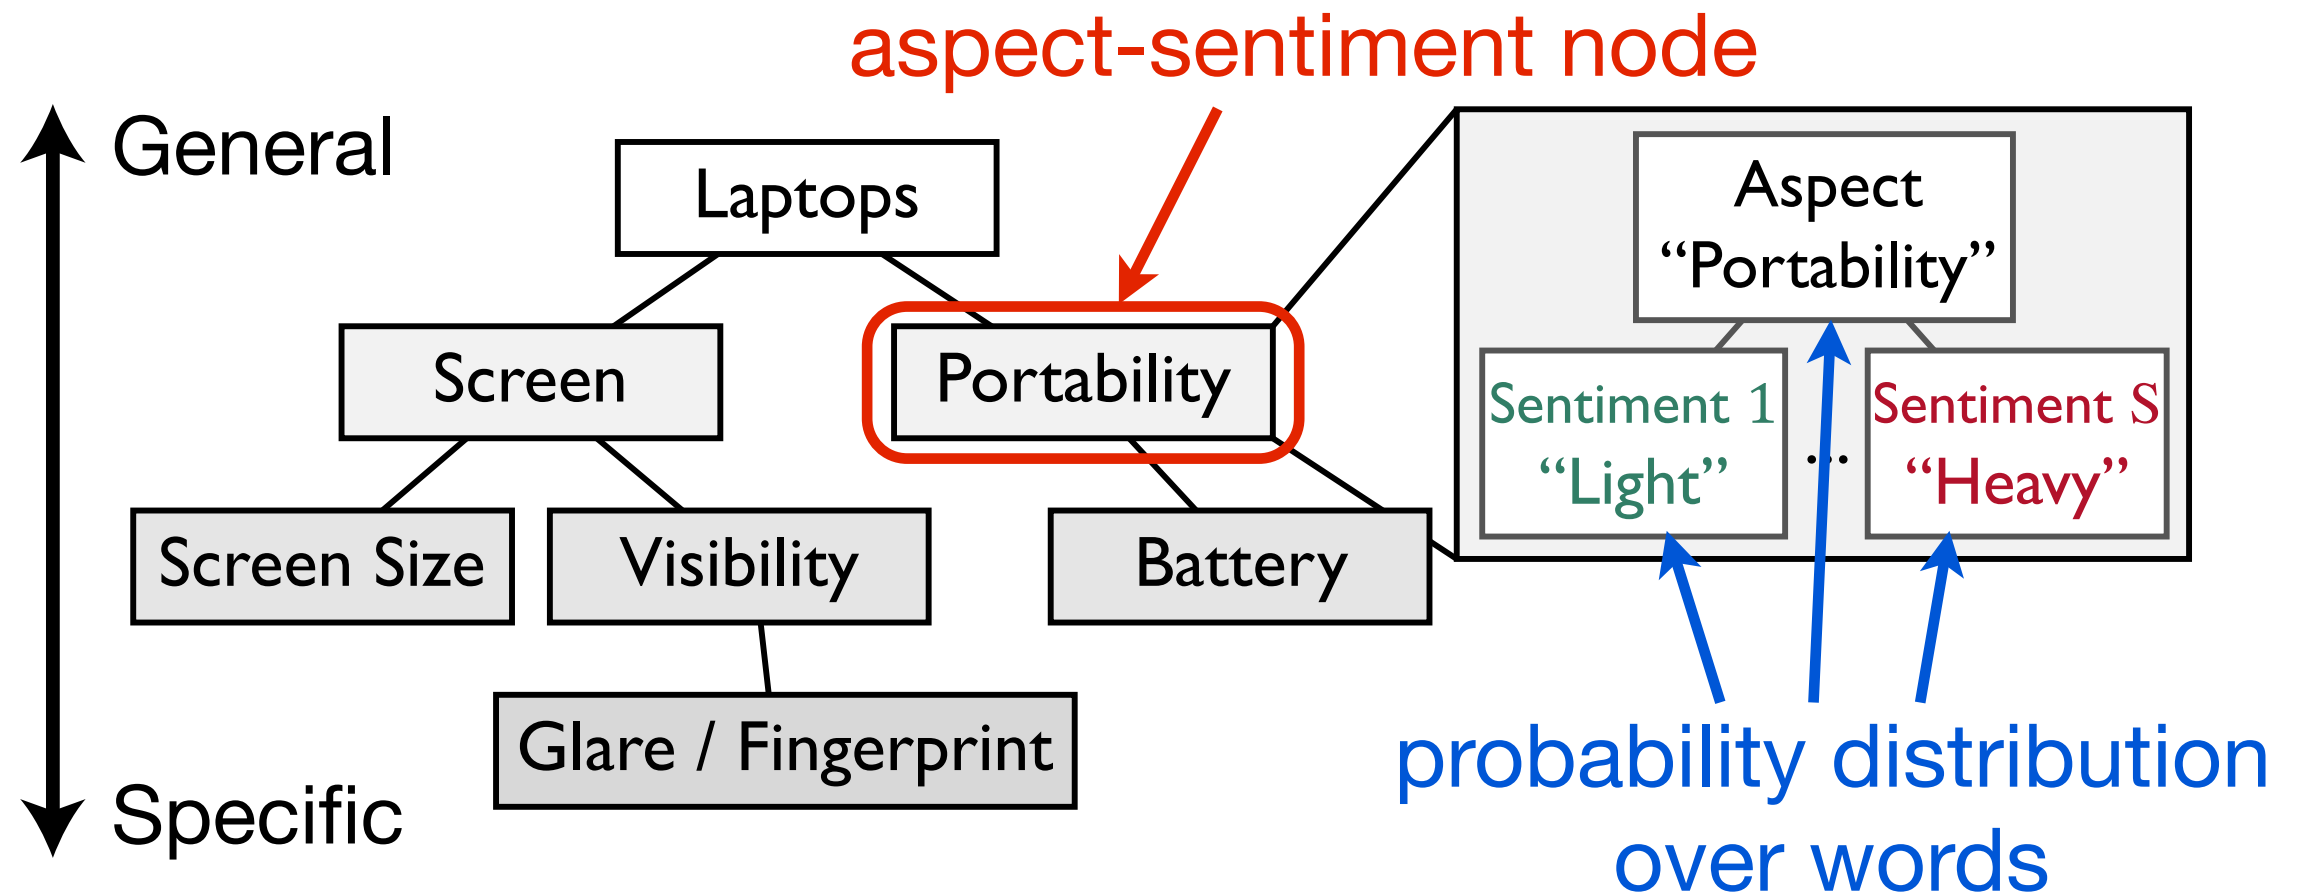 aspect-sentiment node
General
Laptops
Aspect
“Portability”
Screen
Portability
Sentiment 1
“Light”
...
Sentiment S
“Heavy”
Screen Size
Visibility
Battery
Glare / Fingerprint
Specific
probability distribution
over words